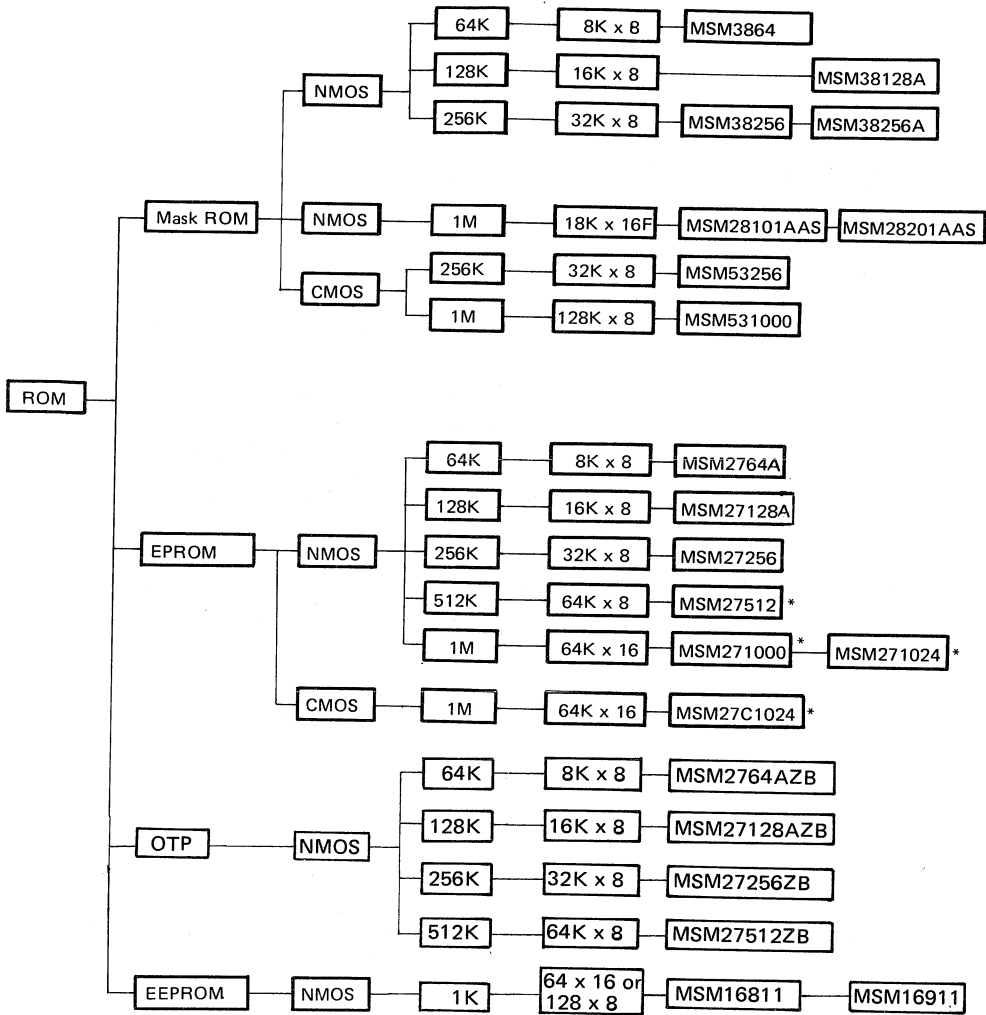 64K 8K x 8 MSM3864
128K 16K x 8 MSM38128A
NMOS
256K 32K x 8 MSM38256 MSM38256A
Mask ROM NMOS 1M 18K x 16F MSM28101AAS MSM28201AAS
256K 32K x 8 MSM53256
CMOS
1M 128K x 8 MSM531000
ROM
64K 8K x 8 MSM2764A
128K 16K x 8 MSM27128A
EPROM NMOS 256K 32K x 8 MSM27256
512K 64K x 8 MSM27512 *
1M 64K x 16 MSM271000 * MSM271024 *
CMOS 1M 64K x 16 MSM27C1024 *
64K 8K x 8 MSM2764AZB
128K 16K x 8 MSM27128AZB
OTP NMOS
256K 32K x 8 MSM27256ZB
512K 64K x 8 MSM27512ZB
EEPROM NMOS 1K 64 x 16 or
128 x 8 MSM16811 MSM16911